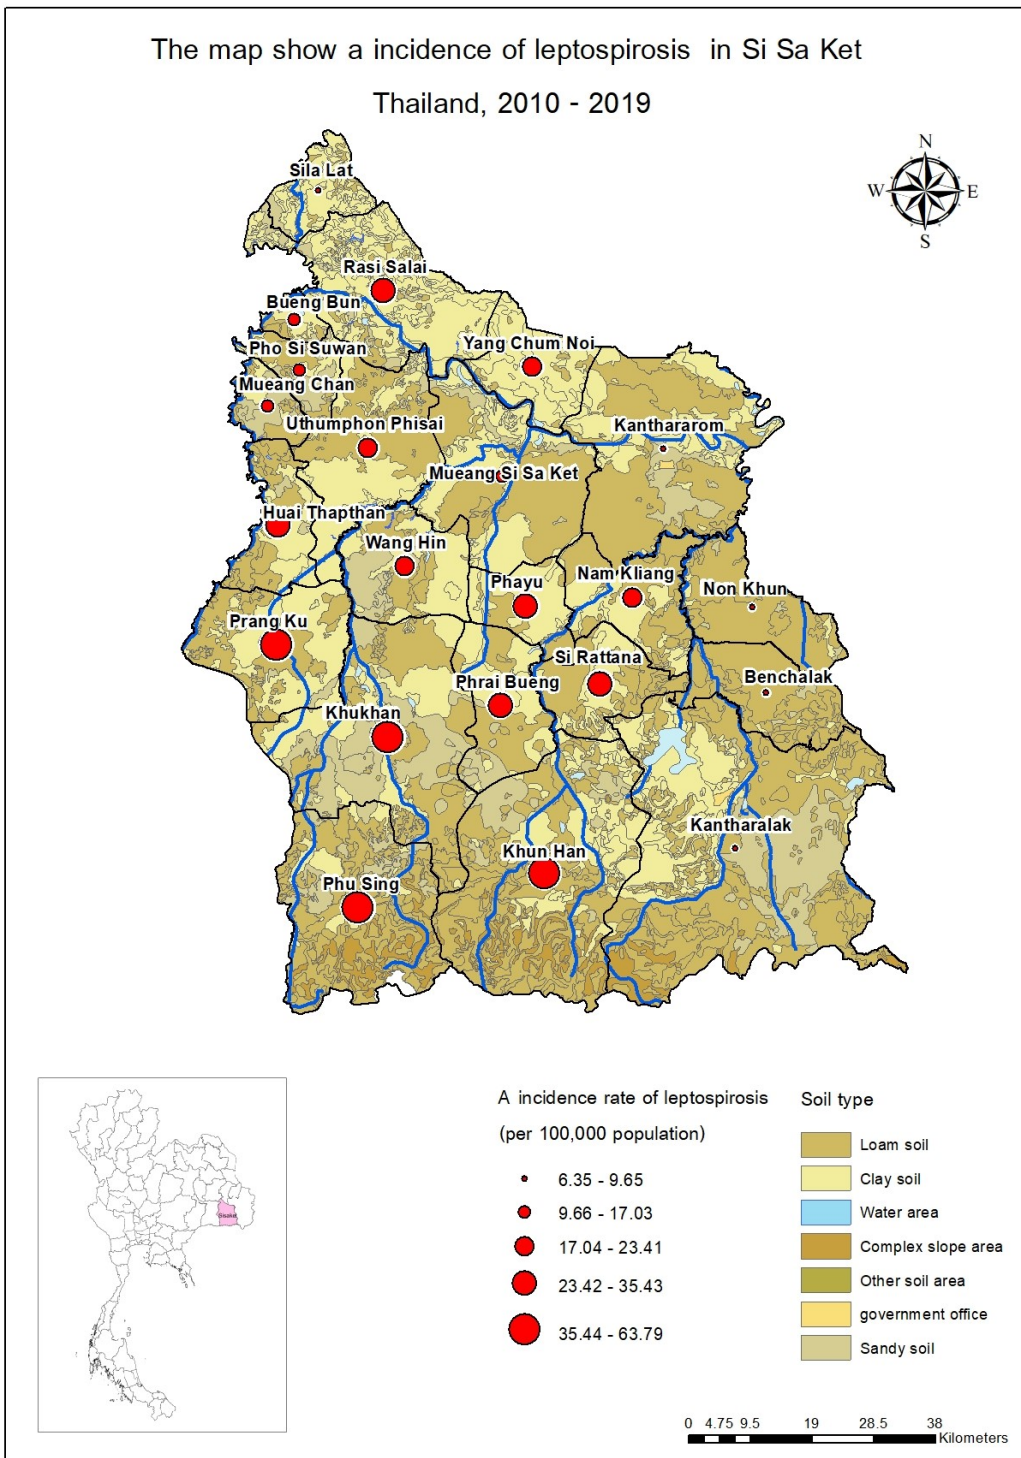 The map show a incidence of leptospirosis in Si Sa Ket
Thailand, 2010 - 2019
N
W E
S
Sila Lat
Rasi Salai
Bueng Bun
Yang Chum Noi
Pho Si Suwan
Mueang Chan
Uthumphon Phisai
Kanthararom
Mueang Si Sa Ket
Huai Thapthan
Wang Hin
Phayu
Nam Kliang
Non Khun
Prang Ku
Si Rattana
Phrai Bueng
Benchalak
Khukhan
Kantharalak
Khun Han
Phu Sing
Sisaket
A incidence rate of leptospirosis
(per 100,000 population)
6.35 - 9.65
9.66 - 17.03
17.04 - 23.41
23.42 - 35.43
35.44 - 63.79
Soil type
Loam soil
Clay soil
Water area
Complex slope area
Other soil area
government office
Sandy soil
0 4.75 9.5 19 28.5 38
Kilometers